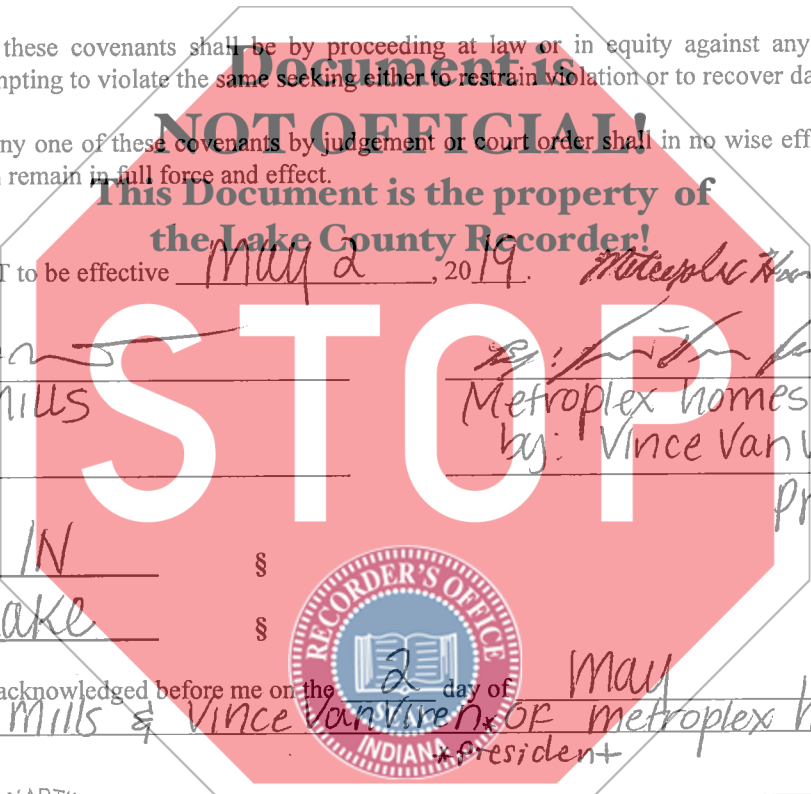 these covenants shall be by proceeding at law or in equity against any
mpting to violate the same seeking either to restrain violation or to recover da
Document is
NOT OFFICIAL!
ny one of these covenants by judgement or court order shall in no wise eff
remain in full force and effect.
This Document is the property of
the Lake County Recorder!
T to be effective May 2, 2019.
STOP
mills
Metroplex homes
by: Vince Van V
Pr
IN §
ake §
RECORDER'S OFFICE
SEAL
INDIANA
acknowledged before me on the 2 day of May
Mills & Vince VanViren* OF metroplex h
*president